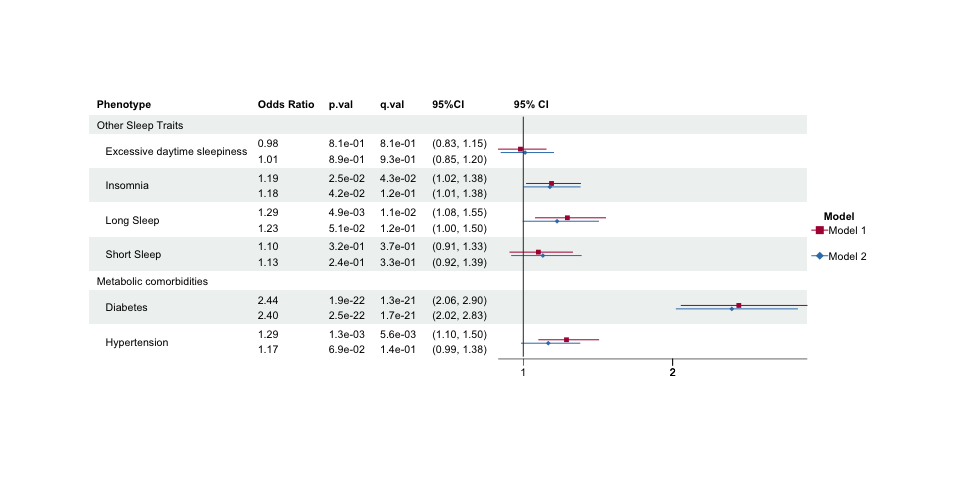 Phenotype Odds Ratio p.val q.val 95%CI 95% CI
Other Sleep Traits
0.98 8.1e-01 8.1e-01 (0.83, 1.15)
Excessive daytime sleepiness
1.01 8.9e-01 9.3e-01 (0.85, 1.20)
1.19 2.5e-02 4.3e-02 (1.02, 1.38)
Insomnia
1.18 4.2e-02 1.2e-01 (1.01, 1.38)
1.29 4.9e-03 1.1e-02 (1.08, 1.55)
Long Sleep
1.23 5.1e-02 1.2e-01 (1.00, 1.50)
1.10 3.2e-01 3.7e-01 (0.91, 1.33)
Short Sleep
1.13 2.4e-01 3.3e-01 (0.92, 1.39)
Metabolic comorbidities
2.44 1.9e-22 1.3e-21 (2.06, 2.90)
Diabetes
2.40 2.5e-22 1.7e-21 (2.02, 2.83)
1.29 1.3e-03 5.6e-03 (1.10, 1.50)
Hypertension
1.17 6.9e-02 1.4e-01 (0.99, 1.38)
1 2
Model
Model 1
Model 2